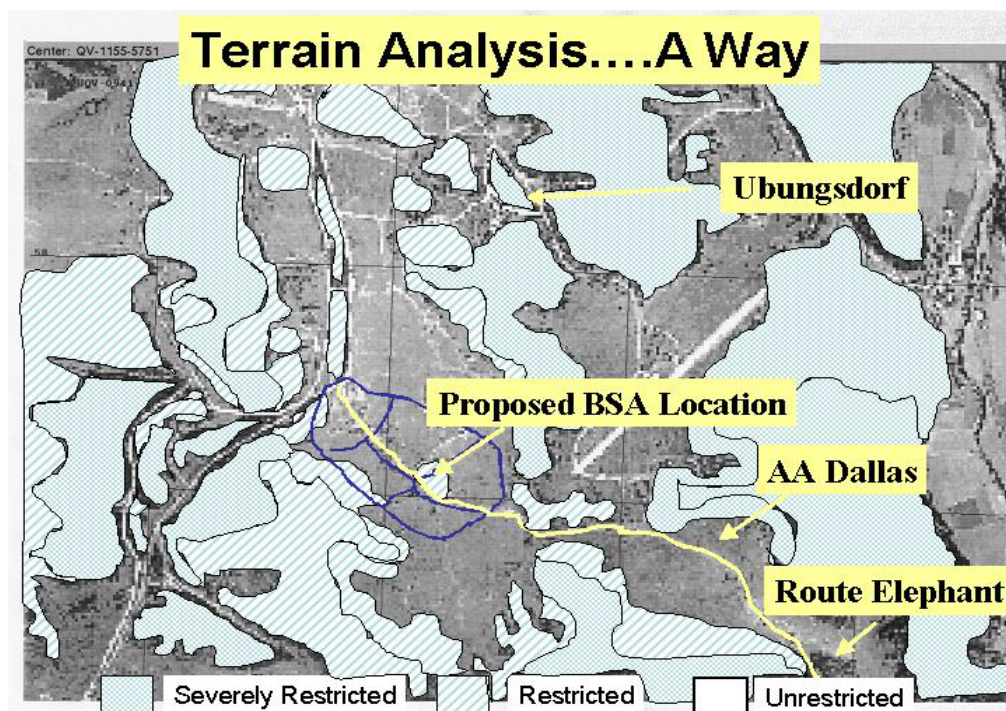 Terrain Analysis....A Way
Center: QV-1155-5751
Ubungsdorf
58
Proposed BSA Location
AA Dallas
Route Elephant
Severely Restricted
Restricted
Unrestricted